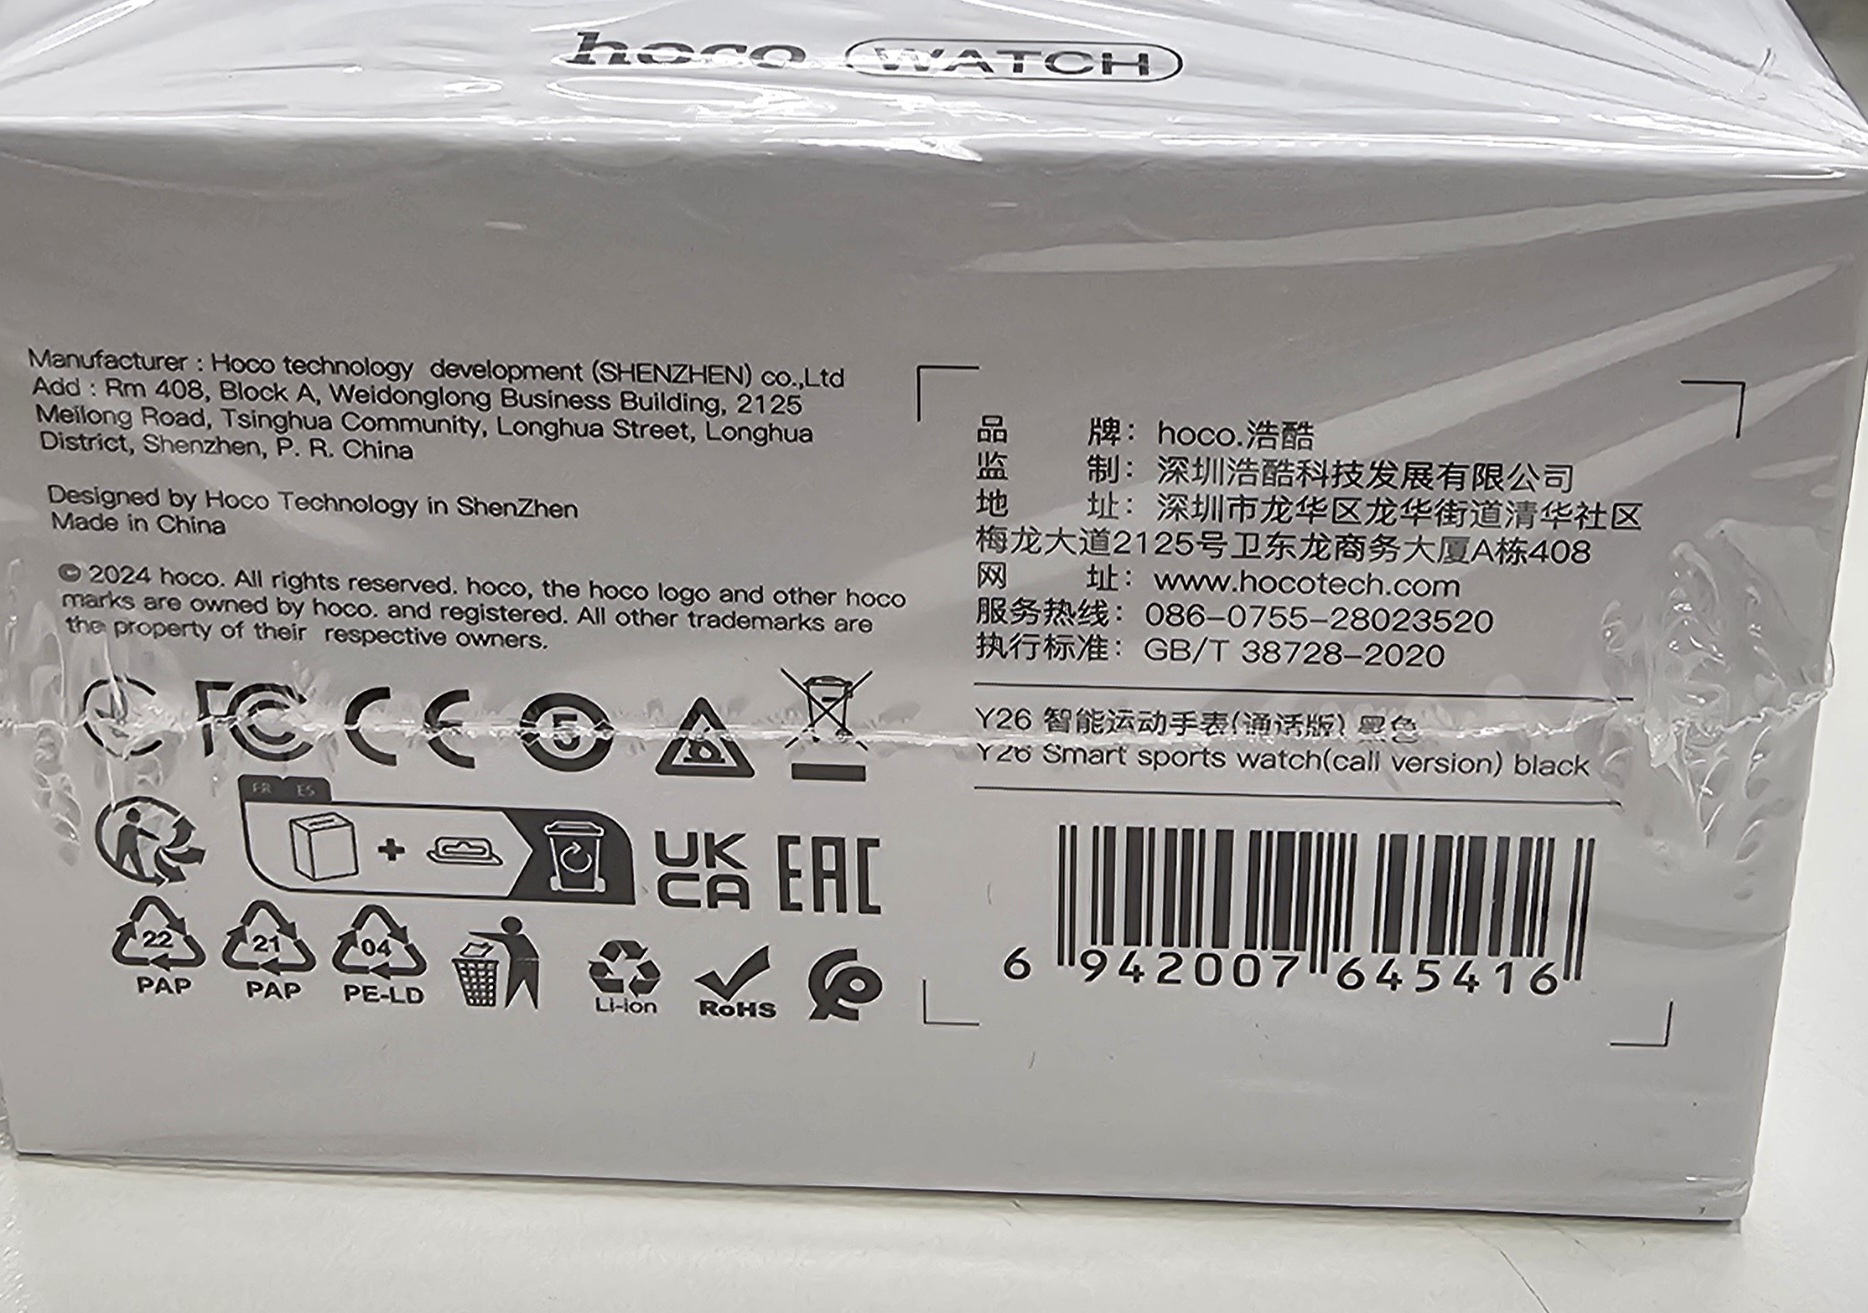 hoco WATCH
Manufacturer : Hoco technology development (SHENZHEN) co.,Ltd
Add : Rm 408, Block A, Weidonglong Business Building, 2125
Meilong Road, Tsinghua Community, Longhua Street, Longhua
District, Shenzhen, P. R. China
Designed by Hoco Technology in ShenZhen
Made in China
© 2024 hoco. All rights reserved. hoco, the hoco logo and other hoco
marks are owned by hoco. and registered. All other trademarks are
the property of their respective owners.
FC CE 5 6
FR ES
UK
CA
EAC
22 21 04
PAP PAP PE-LD
Li-ion RoHS
品 牌：hoco.浩酷
监 制：深圳浩酷科技发展有限公司
地 址：深圳市龙华区龙华街道清华社区
梅龙大道2125号卫东龙商务大厦A栋408
网 址：www.hocotech.com
服务热线：086-0755-28023520
执行标准：GB/T 38728-2020
Y26 智能运动手表(通话版) 黑色
Y26 Smart sports watch(call version) black
6 942007 645416